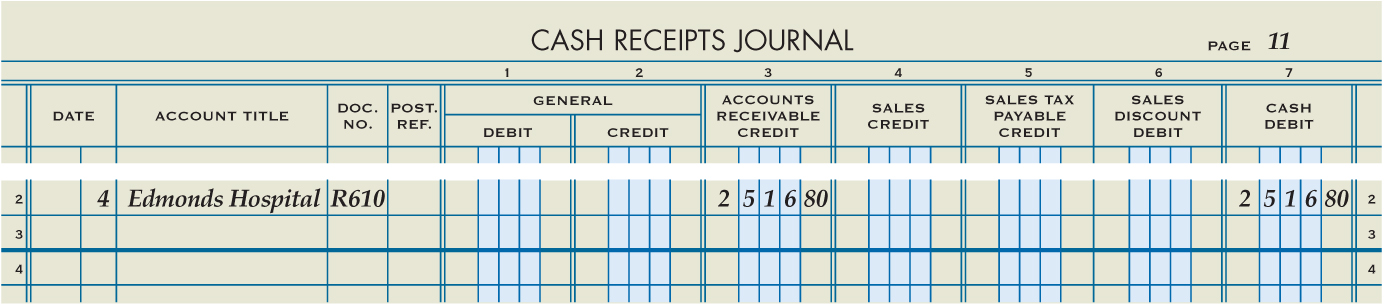 CASH RECEIPTS JOURNAL
PAGE 11
1 2 3 4 5 6 7
DATE ACCOUNT TITLE DOC. NO. POST. REF. GENERAL DEBIT CREDIT ACCOUNTS RECEIVABLE CREDIT SALES CREDIT SALES TAX PAYABLE CREDIT SALES DISCOUNT DEBIT CASH DEBIT
2 4 Edmonds Hospital R610 2 5 1 6 80 2 5 1 6 80 2
3 3
4 4